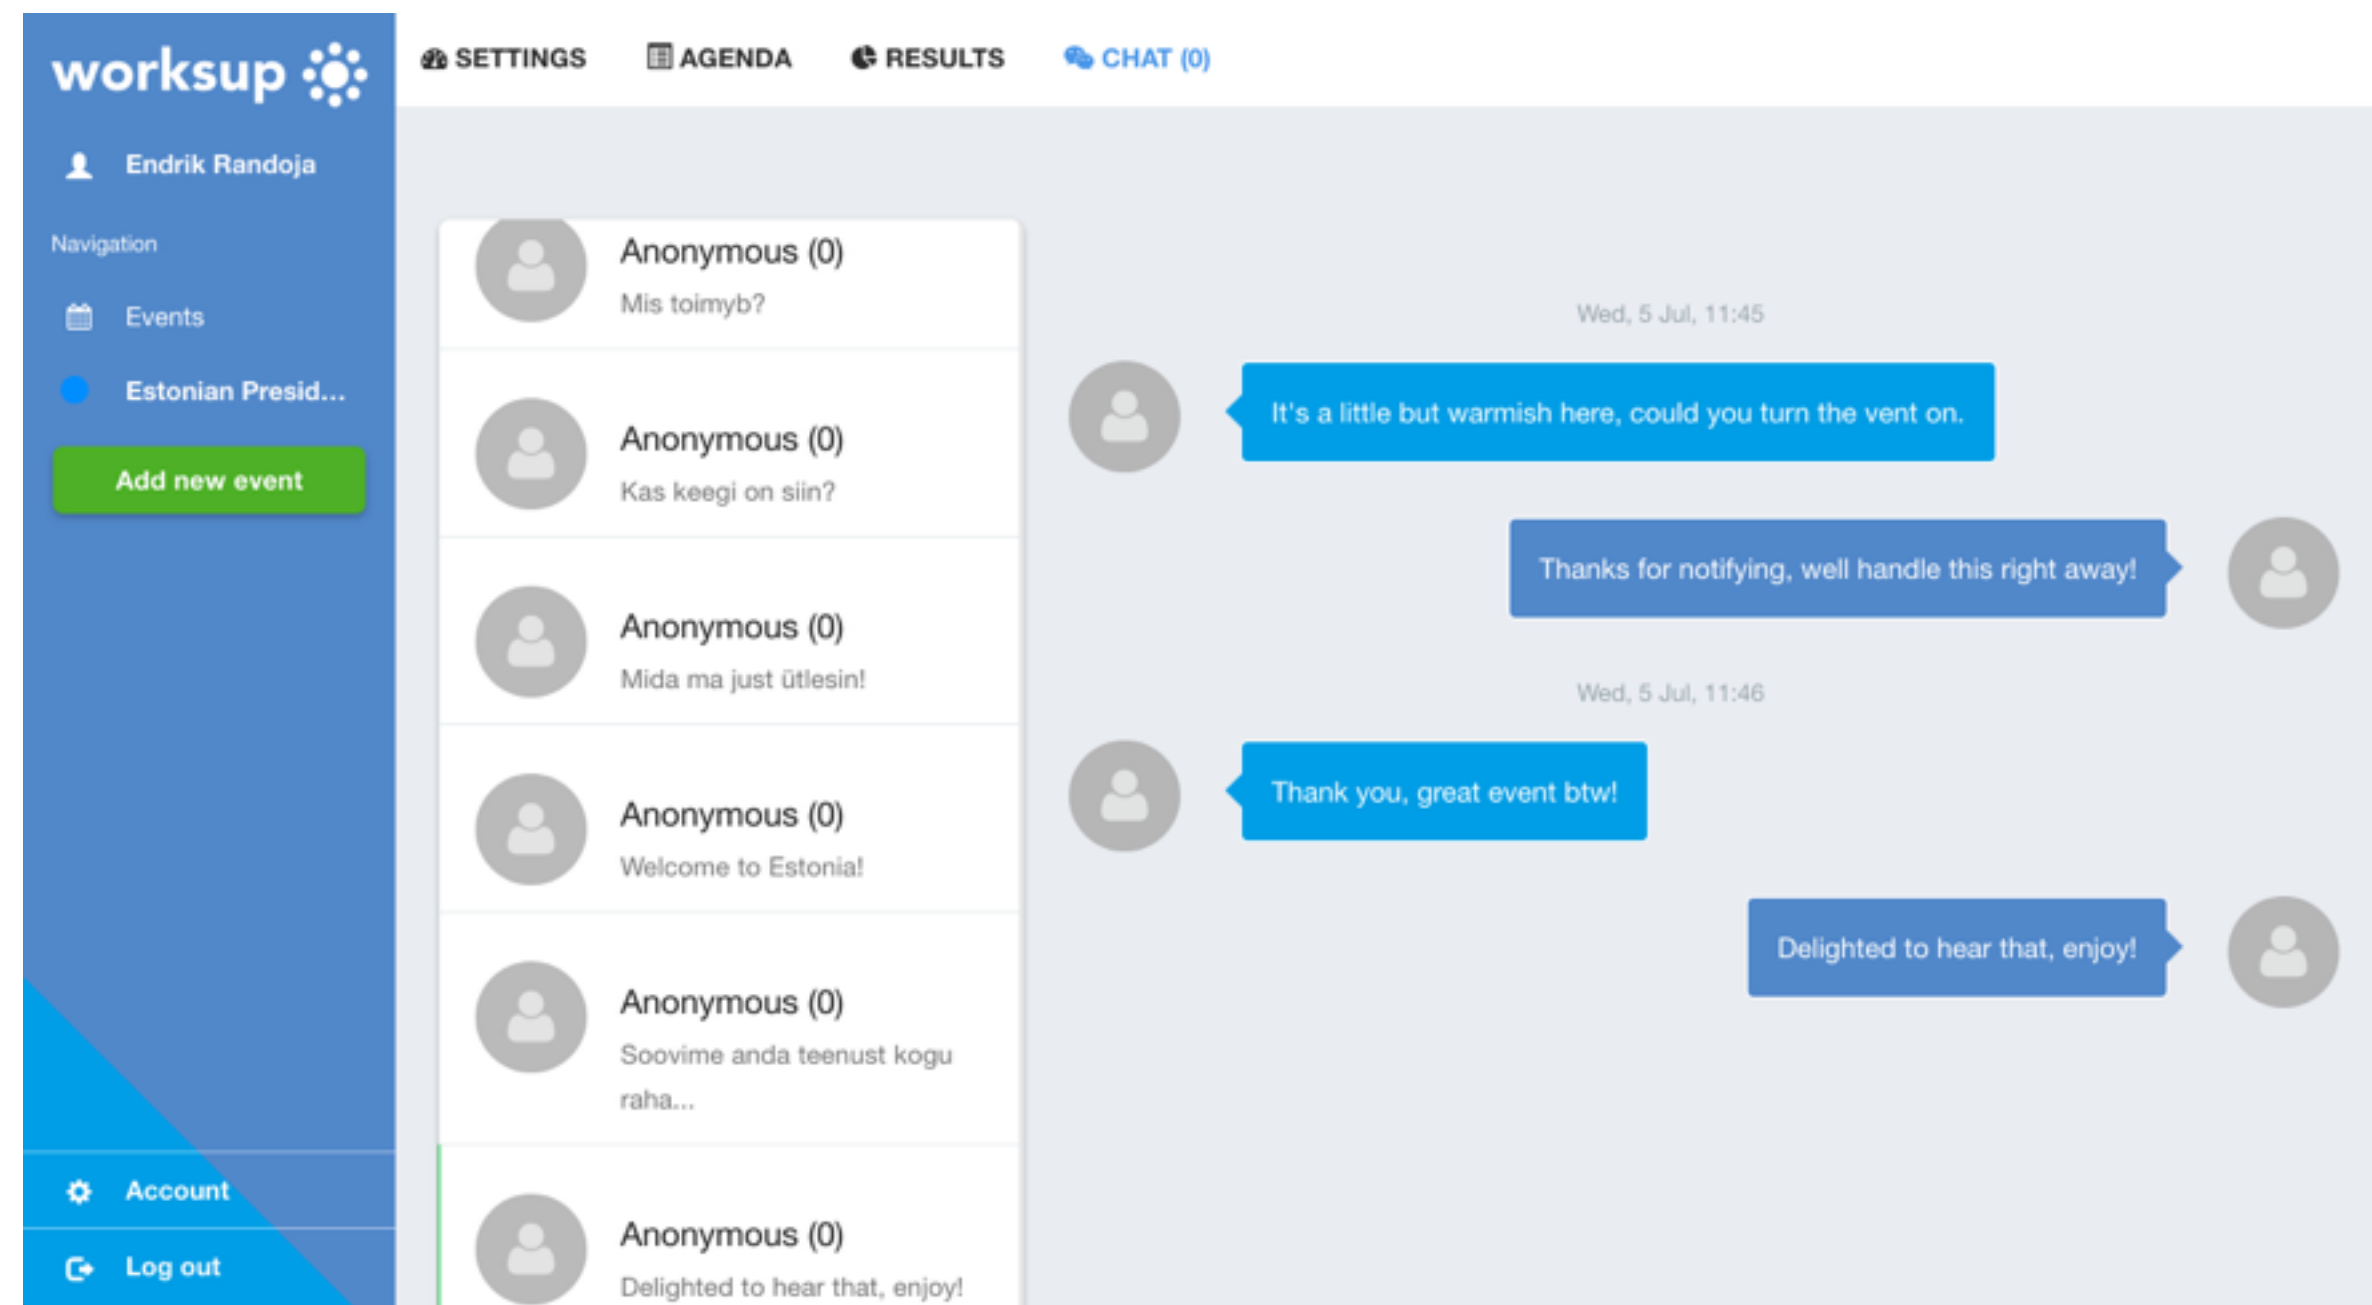 worksup
Endrik Randoja
Navigation
Events
Estonian Presid...
Add new event
Account
Log out
SETTINGS
AGENDA
RESULTS
CHAT (0)
Anonymous (0)
Mis toimyb?
Anonymous (0)
Kas keegi on siin?
Anonymous (0)
Mida ma just ütlesin!
Anonymous (0)
Welcome to Estonia!
Anonymous (0)
Soovime anda teenust kogu
raha...
Anonymous (0)
Delighted to hear that, enjoy!
Wed, 5 Jul, 11:45
It's a little but warmish here, could you turn the vent on.
Thanks for notifying, well handle this right away!
Wed, 5 Jul, 11:46
Thank you, great event btw!
Delighted to hear that, enjoy!